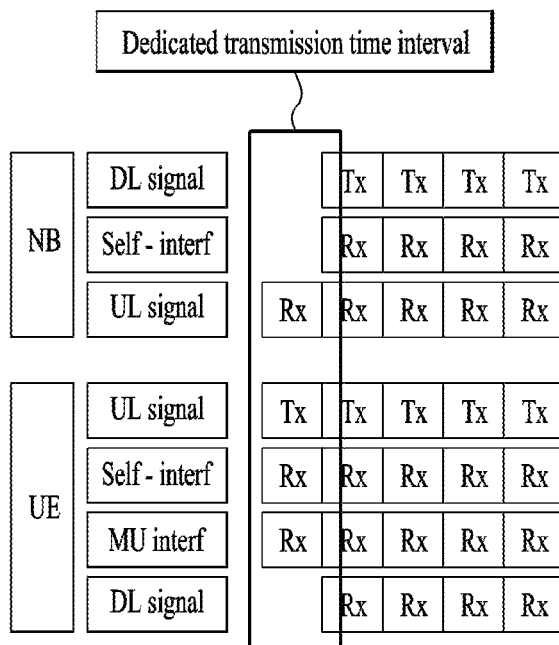 Dedicated transmission time interval
NB
DL signal Tx Tx Tx Tx
Self - interf Rx Rx Rx Rx
UL signal Rx Rx Rx Rx Rx
UE
UL signal Tx Tx Tx Tx Tx
Self - interf Rx Rx Rx Rx Rx
MU interf Rx Rx Rx Rx Rx
DL signal Rx Rx Rx Rx